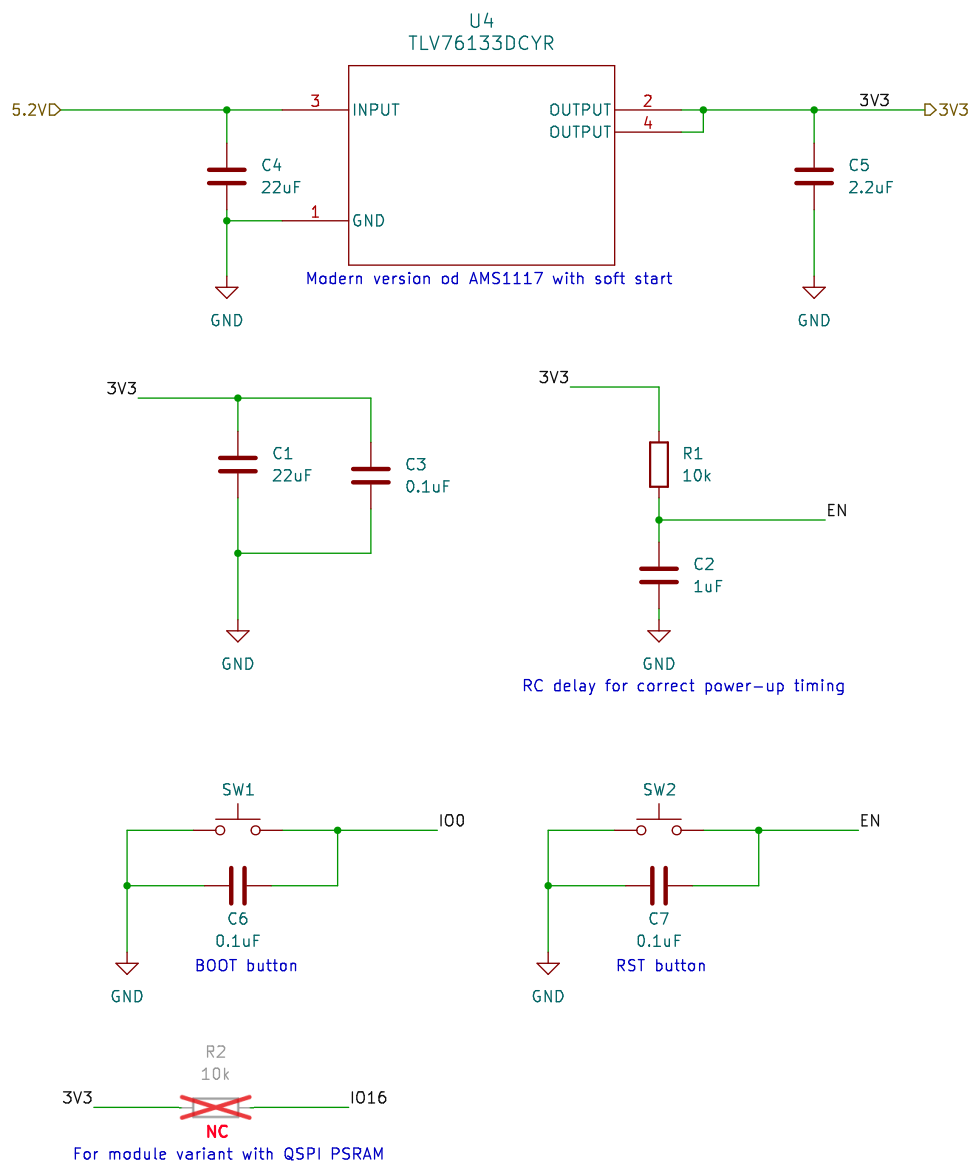 U4
TLV76133DCYR
5.2V
3
INPUT
OUTPUT
2
3V3
3V3
OUTPUT
4
C4
22uF
C5
2.2uF
1
GND
Modern version od AMS1117 with soft start
GND
GND
3V3
3V3
C1
22uF
C3
0.1uF
R1
10k
EN
C2
1uF
GND
GND
RC delay for correct power-up timing
SW1
SW2
IO0
EN
C6
0.1uF
BOOT button
C7
0.1uF
RST button
GND
GND
R2
10k
3V3
IO16
NC
For module variant with QSPI PSRAM